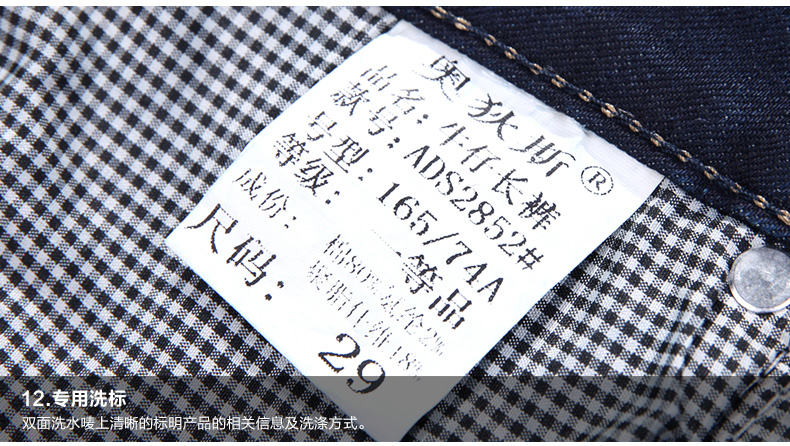 奥狄斯®
品名：牛仔长裤
款号：ADS2852#
号型：165/74A
等级：一等品
成价：
尺码：29
12.专用洗标
双面洗水唛上清晰的标明产品的相关信息及洗涤方式。